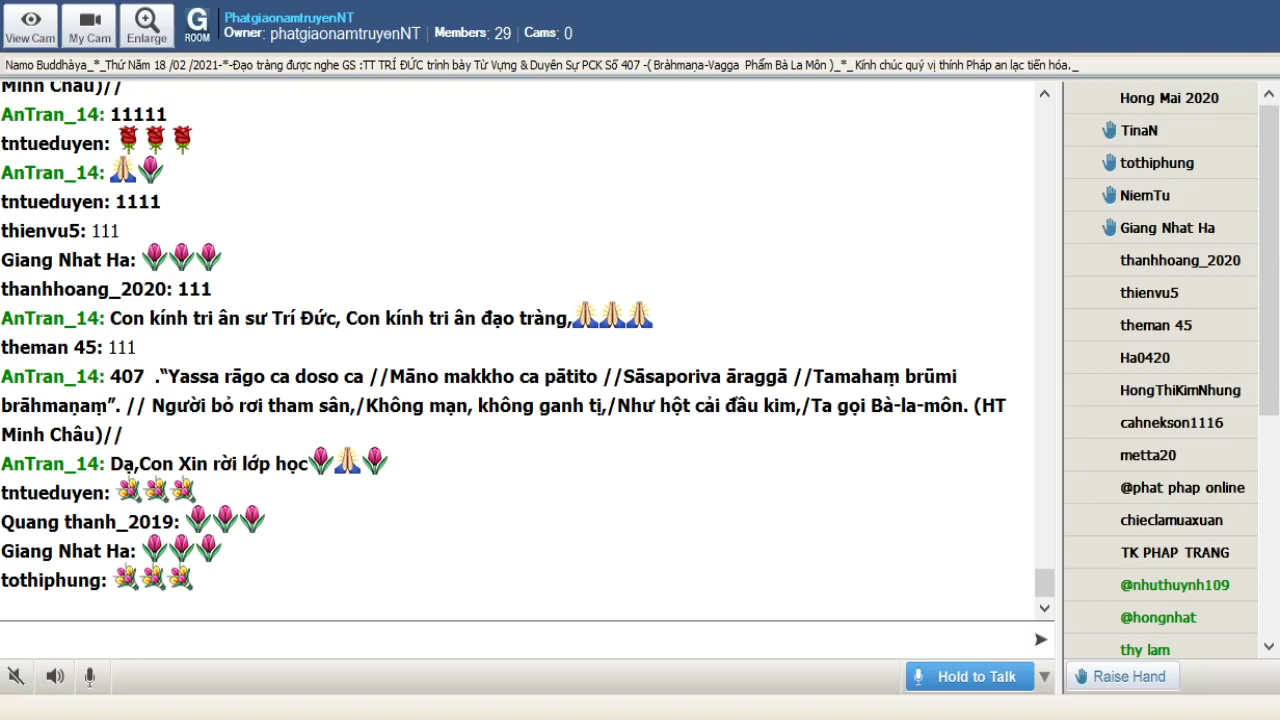 View Cam
My Cam
Enlarge
G
ROOM
PhatgiaonamtruyenNT
Owner: phatgiaonamtruyenNT | Members: 29 | Cams: 0
Namo Buddhàya_*_Thứ Năm 18 /02 /2021-*-Đạo tràng được nghe GS :TT TRÍ ĐỨC trình bày Từ Vựng & Duyên Sự PCK Số 407 -( Bràhmaṇa-Vagga Phẩm Bà La Môn )_*_ Kính chúc quý vị thính Pháp an lạc tiến hóa._
Minh Châu)//
AnTran_14: 11111
tntueduyen:
AnTran_14:
tntueduyen: 1111
thienvu5: 111
Giang Nhat Ha:
thanhhoang_2020: 111
AnTran_14: Con kính tri ân sư Trí Đức, Con kính tri ân đạo tràng,
theman 45: 111
AnTran_14: 407 .“Yassa rāgo ca doso ca //Māno makkho ca pātito //Sāsaporiva āraggā //Tamahaṃ brūmi
brāhmaṇaṃ”. // Người bỏ rơi tham sân,/Không mạn, không ganh tị,/Như hột cải đầu kim,/Ta gọi Bà-la-môn. (HT
Minh Châu)//
AnTran_14: Dạ,Con Xin rời lớp học
tntueduyen:
Quang thanh_2019:
Giang Nhat Ha:
tothiphung:
Hold to Talk
Hong Mai 2020
TinaN
tothiphung
NiemTu
Giang Nhat Ha
thanhhoang_2020
thienvu5
theman 45
Ha0420
HongThiKimNhung
cahnekson1116
metta20
@phat phap online
chieclamuaxuan
TK PHAP TRANG
@nhuthuynh109
@hongnhat
thy lam
Raise Hand